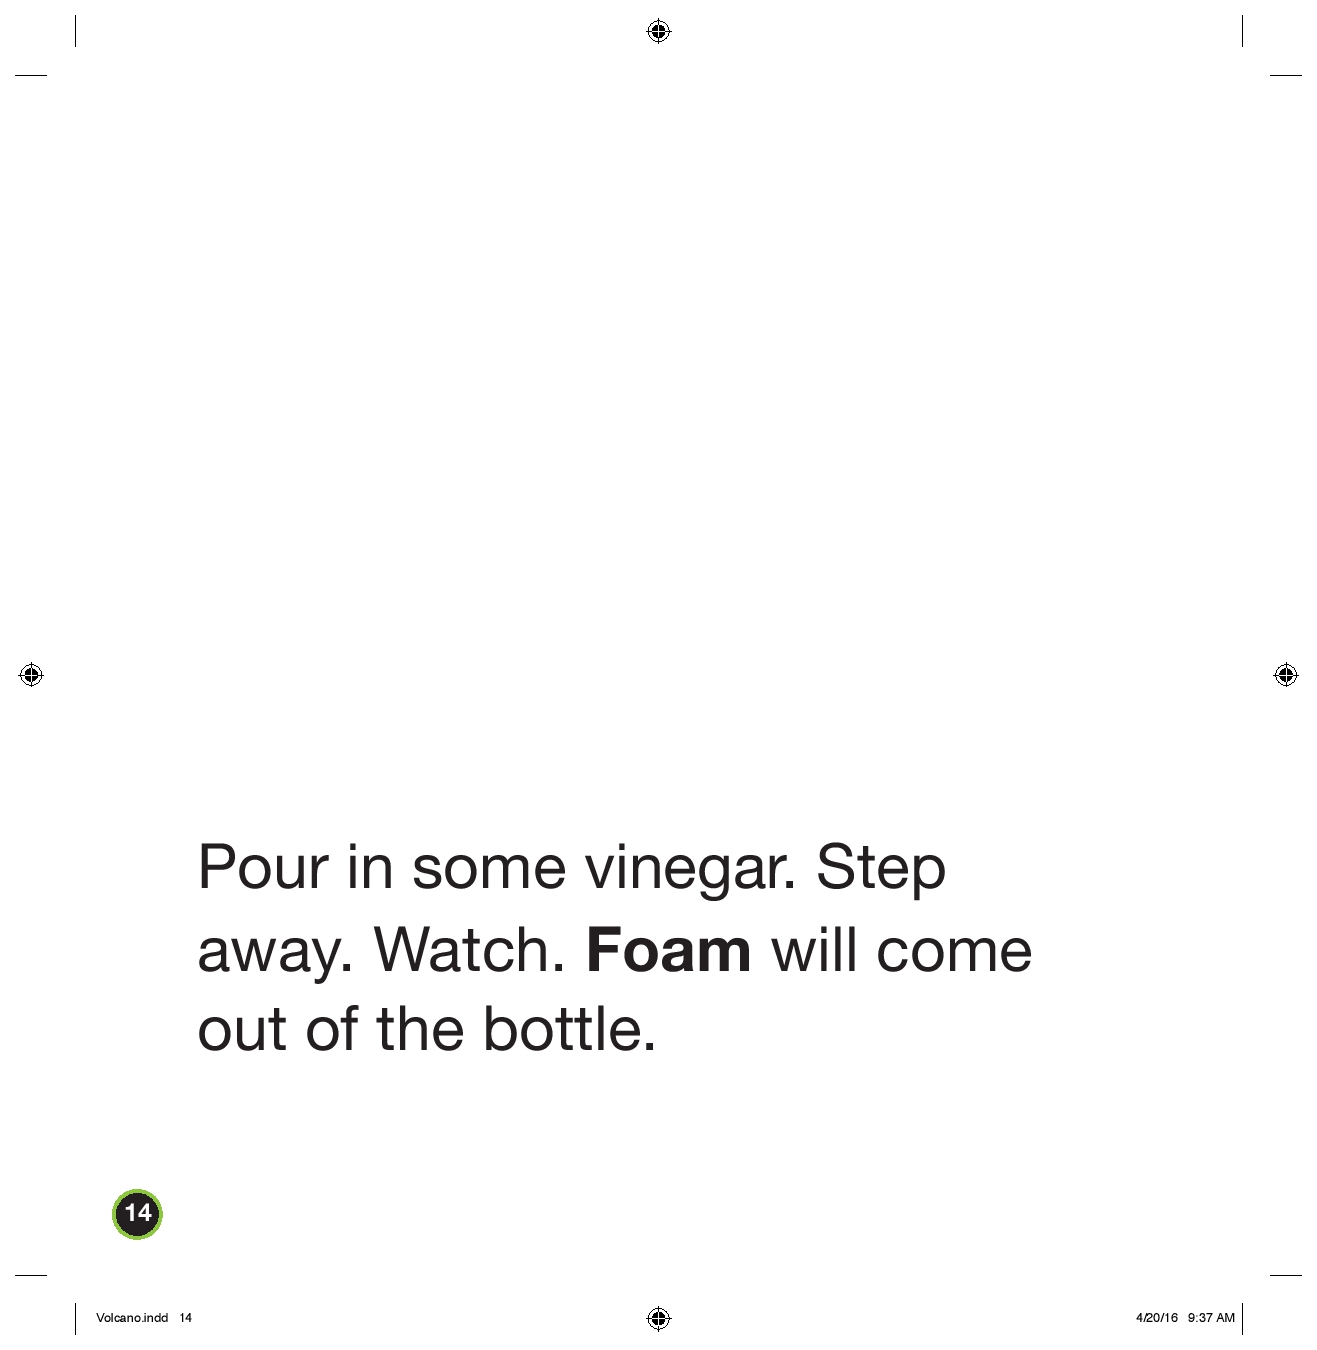 Pour in some vinegar. Step
away. Watch. Foam will come
out of the bottle.
14
Volcano.indd 14
4/20/16 9:37 AM